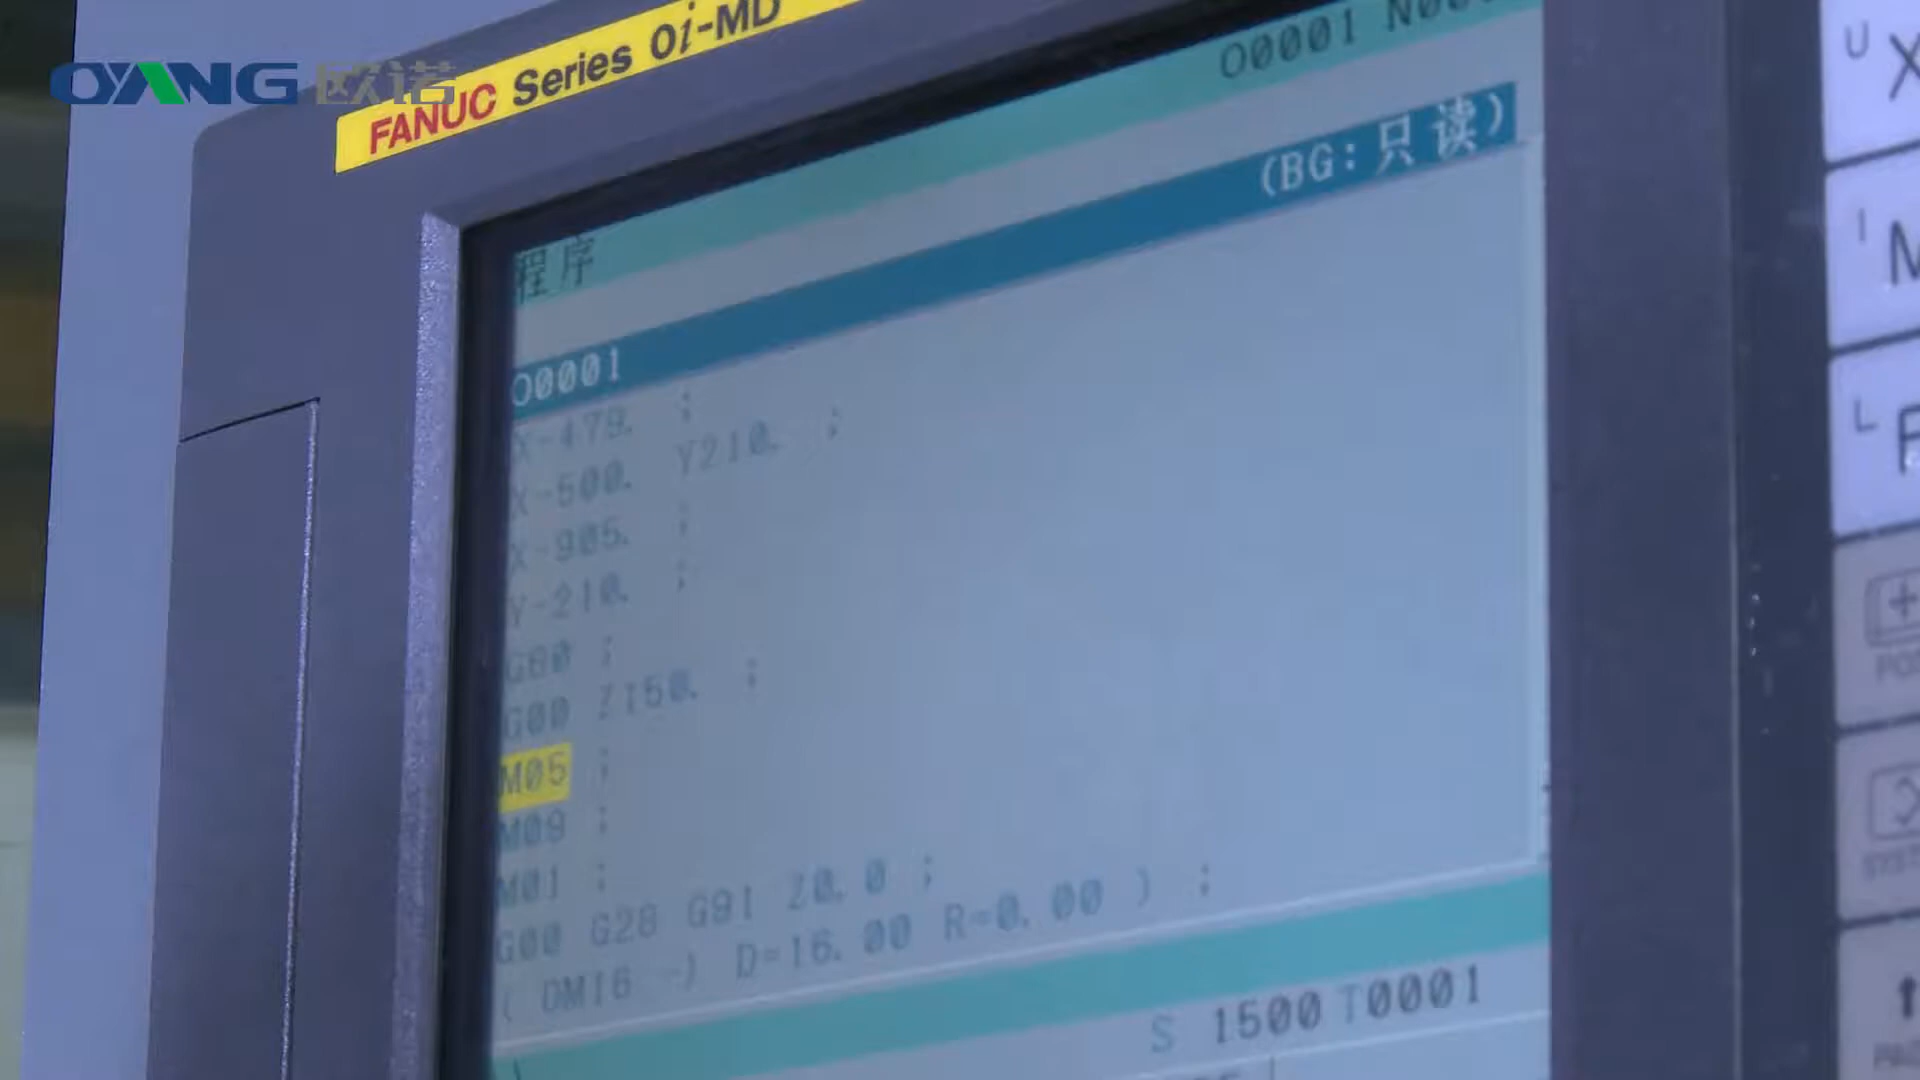 OYANG 欧诺
FANUC Series 0i-MD
O0001
程序
(BG:只读)
O0001
X-479. ;
X-500. Y210. ;
X-905. ;
Y-210. ;
G80 ;
G00 Z150. ;
M05 ;
M09 ;
M01 ;
G00 G28 G91 Z0.0 ;
( DM16 -) D=16.00 R=0.00 ) ;
S 1500 T0001
U X
I M
L